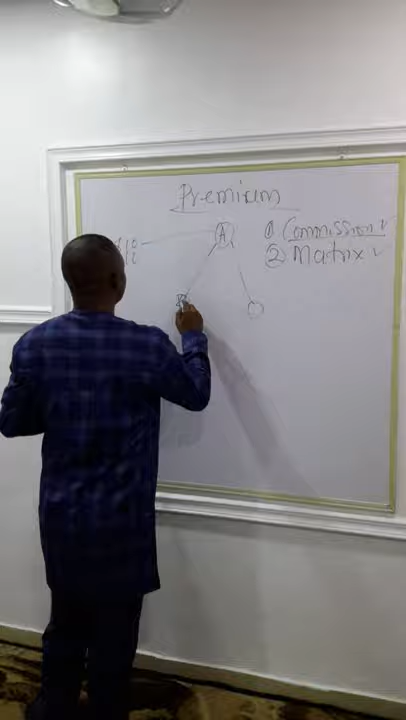 Premium
① Commission
② Matrix
A
B